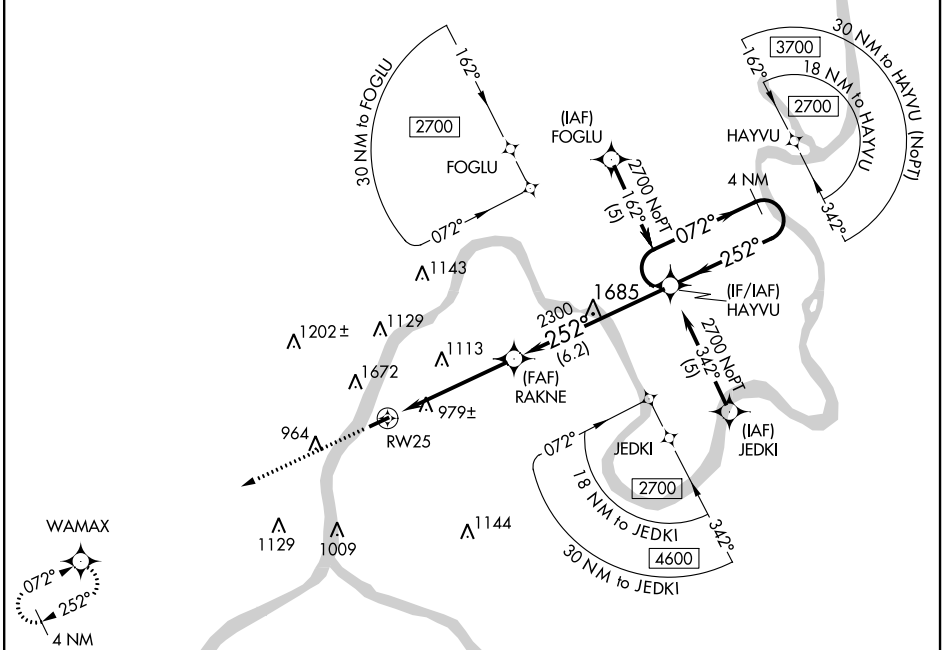 30 NM to FOGLU
162°
2700
FOGLU
072°
(IAF)
FOGLU
2700 NoPT
162°
(5)
30 NM to HAYVU (NoPT)
3700
18 NM to HAYVU
2700
162°
HAYVU
342°
4 NM
072°
252°
(IF/IAF)
HAYVU
1143
1685
2300
252°
(6.2)
2700 NoPT
342°
(5)
1202 ±
1129
1113
1672
(FAF)
RAKNE
979±
964
RW25
(IAF)
JEDKI
072°
JEDKI
2700
18 NM to JEDKI
342°
4600
30 NM to JEDKI
WAMAX
072°
252°
4 NM
1129
1009
1144